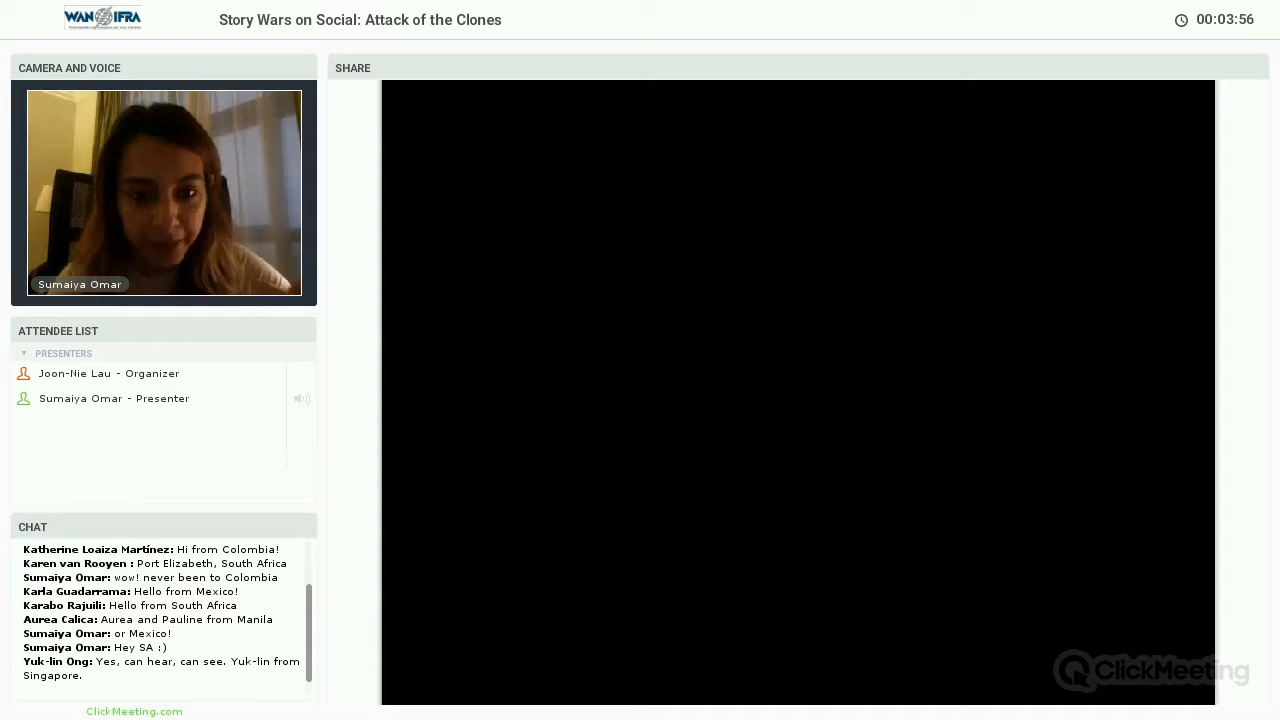 WAN IFRA
Story Wars on Social: Attack of the Clones
00:03:56
CAMERA AND VOICE
SHARE
Sumaiya Omar
ATTENDEE LIST
PRESENTERS
Joon-Nie Lau - Organizer
Sumaiya Omar - Presenter
CHAT
Katherine Loaiza Martínez: Hi from Colombia!
Karen van Rooyen : Port Elizabeth, South Africa
Sumaiya Omar: wow! never been to Colombia
Karla Guadarrama: Hello from Mexico!
Karabo Rajuili: Hello from South Africa
Aurea Calica: Aurea and Pauline from Manila
Sumaiya Omar: or Mexico!
Sumaiya Omar: Hey SA :)
Yuk-lin Ong: Yes, can hear, can see. Yuk-lin from
Singapore.
ClickMeeting
ClickMeeting.com